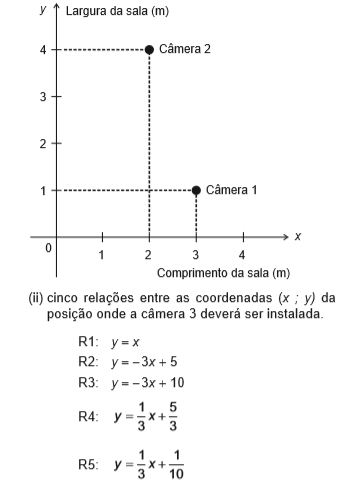 y
Largura da sala (m)
4
Câmera 2
3
2
1
Câmera 1
0
1 2 3 4
x
Comprimento da sala (m)
(ii) cinco relações entre as coordenadas (x ; y) da
posição onde a câmera 3 deverá ser instalada.
R1: y = x
R2: y = −3x + 5
R3: y = −3x + 10
R4: y = 1/3 x + 5/3
R5: y = 1/3 x + 1/10